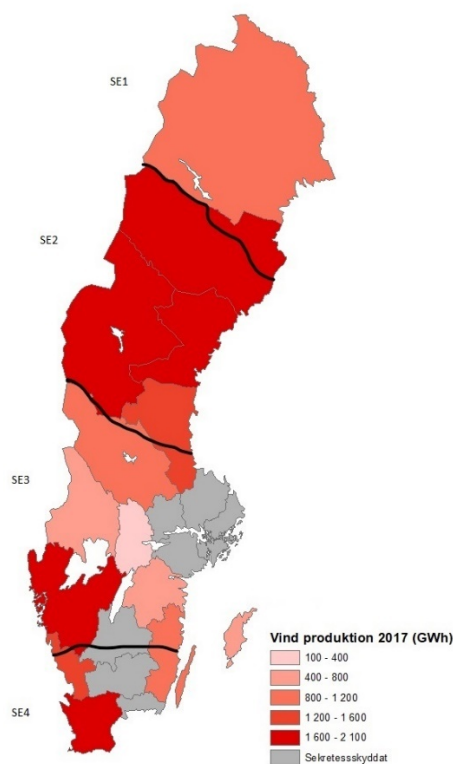 SE1
SE2
SE3
SE4
Vind produktion 2017 (GWh)
100 - 400
400 - 800
800 - 1 200
1 200 - 1 600
1 600 - 2 100
Sekretessskyddat